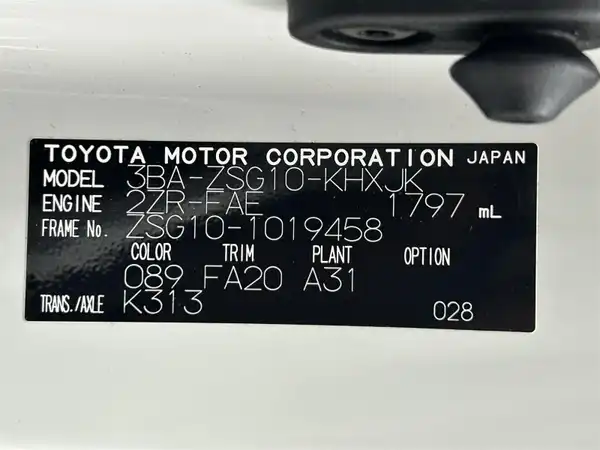 TOYOTA MOTOR CORPORATION JAPAN
MODEL 3BA-ZSG10-KHXJK
ENGINE 2ZR-FAE 1797 mL
FRAME No. ZSG10-1019458
COLOR TRIM PLANT OPTION
089 FA20 A31
TRANS./AXLE K313 028